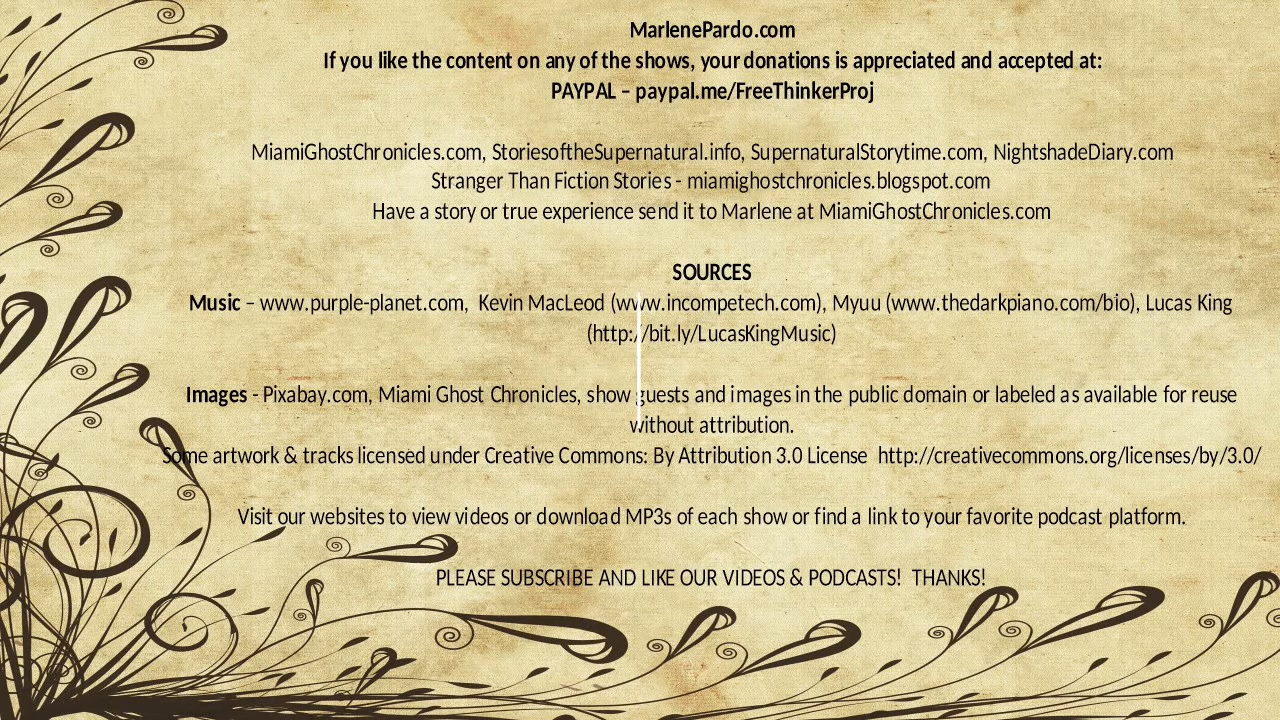 MarlenePardo.com
If you like the content on any of the shows, your donations is appreciated and accepted at:
PAYPAL – paypal.me/FreeThinkerProj
MiamiGhostChronicles.com, StoriesoftheSupernatural.info, SupernaturalStorytime.com, NightshadeDiary.com
Stranger Than Fiction Stories - miamighostchronicles.blogspot.com
Have a story or true experience send it to Marlene at MiamiGhostChronicles.com
SOURCES
Music – www.purple-planet.com, Kevin MacLeod (www.incompetech.com), Myuu (www.thedarkpiano.com/bio), Lucas King
(http://bit.ly/LucasKingMusic)
Images - Pixabay.com, Miami Ghost Chronicles, show guests and images in the public domain or labeled as available for reuse
without attribution.
Some artwork & tracks licensed under Creative Commons: By Attribution 3.0 License http://creativecommons.org/licenses/by/3.0/
Visit our websites to view videos or download MP3s of each show or find a link to your favorite podcast platform.
PLEASE SUBSCRIBE AND LIKE OUR VIDEOS & PODCASTS! THANKS!